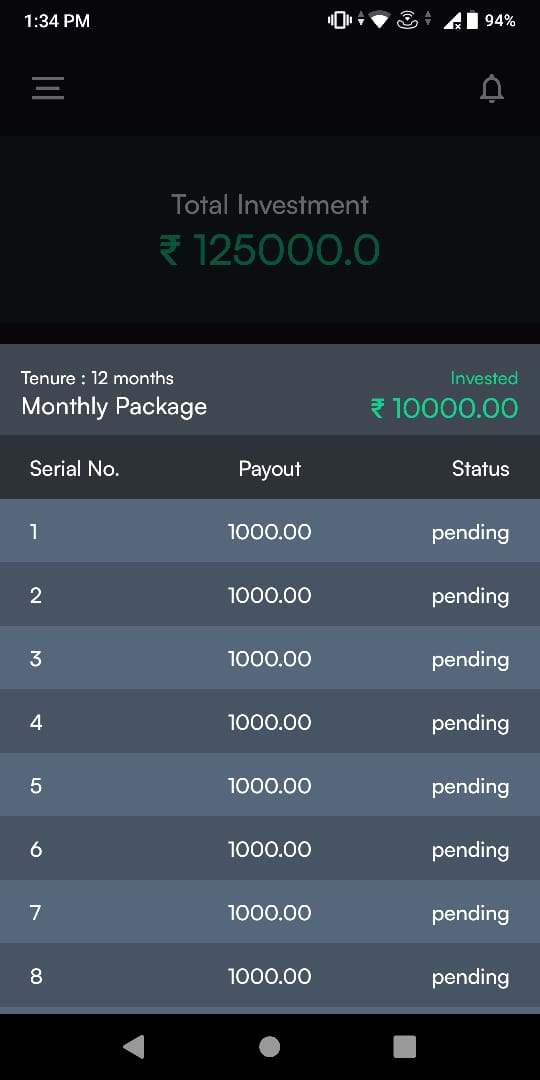 1:34 PM 94%
Total Investment
₹ 125000.0
Tenure : 12 months Invested
Monthly Package ₹ 10000.00
Serial No. Payout Status
1 1000.00 pending
2 1000.00 pending
3 1000.00 pending
4 1000.00 pending
5 1000.00 pending
6 1000.00 pending
7 1000.00 pending
8 1000.00 pending